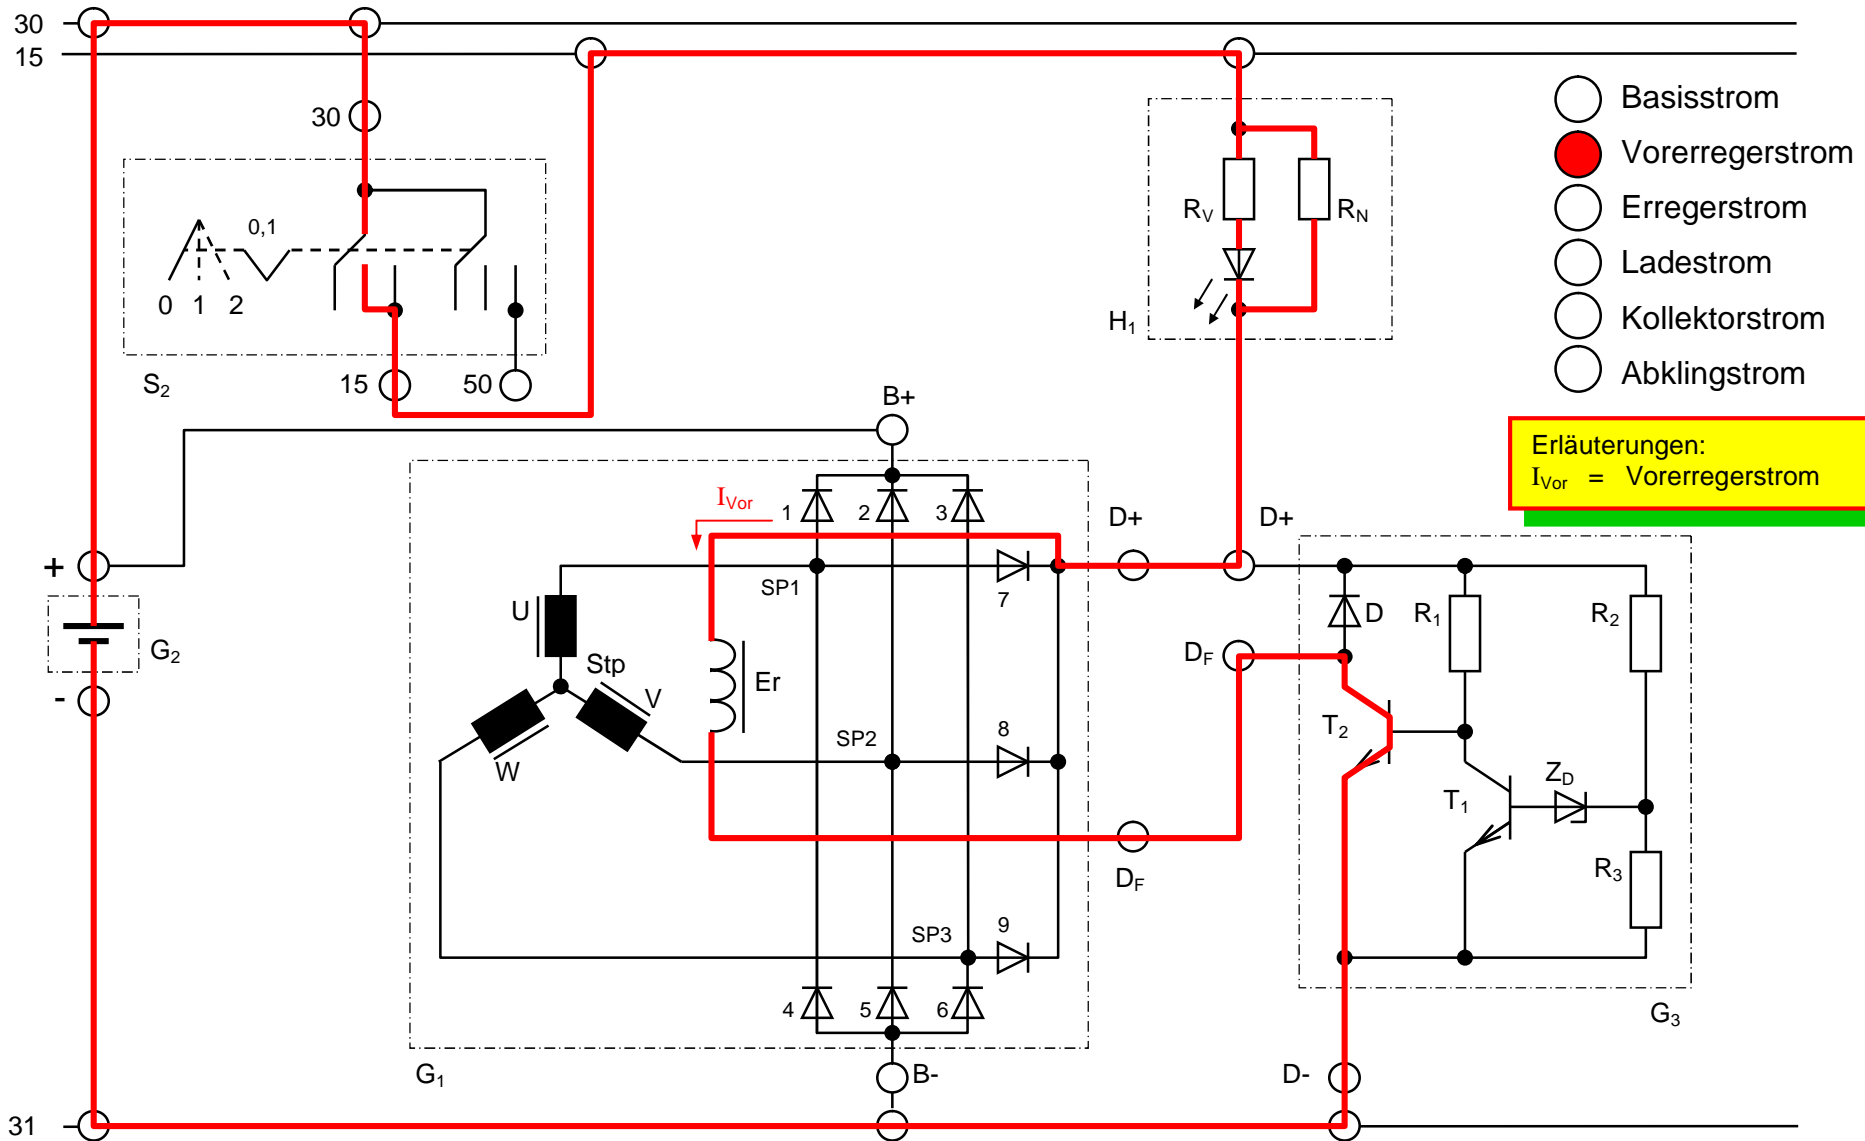 30
15
30
0,1
0 1 2
S2
15
50
RV
RN
H1
Basisstrom
Vorerregerstrom
Erregerstrom
Ladestrom
Kollektorstrom
Abklingstrom
Erläuterungen:
IVor = Vorerregerstrom
B+
IVor
1
2
3
D+
D+
+
G2
-
SP1
7
U
Stp
V
W
Er
SP2
8
SP3
9
4
5
6
DF
DF
D
R1
R2
T2
T1
ZD
R3
G3
G1
B-
D-
31